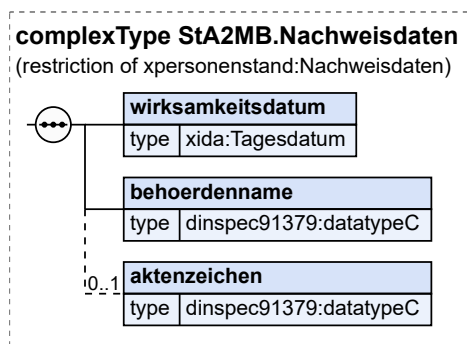 complexType StA2MB.Nachweisdaten
(restriction of xpersonenstand:Nachweisdaten)
wirksamkeitsdatum
type xida:Tagesdatum
behoerdenname
type dinspec91379:datatypeC
0..1
aktenzeichen
type dinspec91379:datatypeC